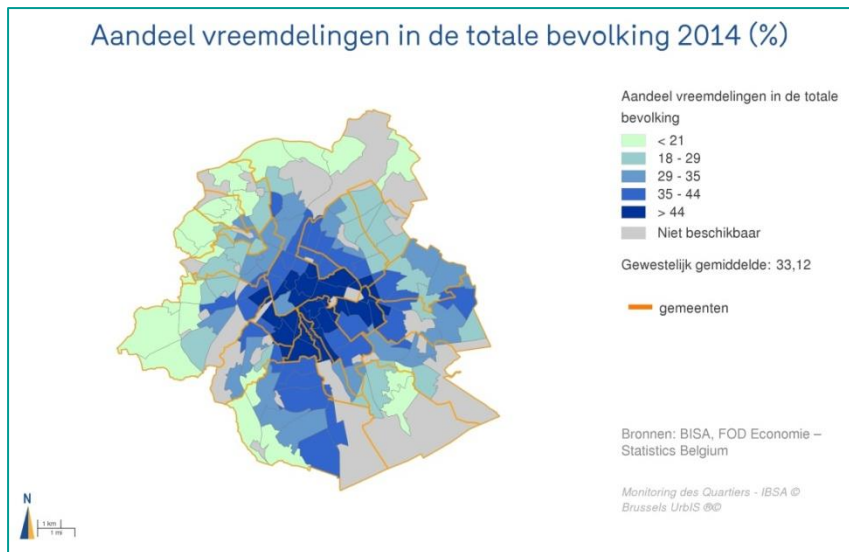 Aandeel vreemdelingen in de totale bevolking 2014 (%)
Aandeel vreemdelingen in de totale
bevolking
< 21
18 - 29
29 - 35
35 - 44
> 44
Niet beschikbaar
Gewestelijk gemiddelde: 33,12
gemeenten
Bronnen: BISA, FOD Economie –
Statistics Belgium
Monitoring des Quartiers - IBSA ©
Brussels UrbIS ®©
N
1 km
1 mi